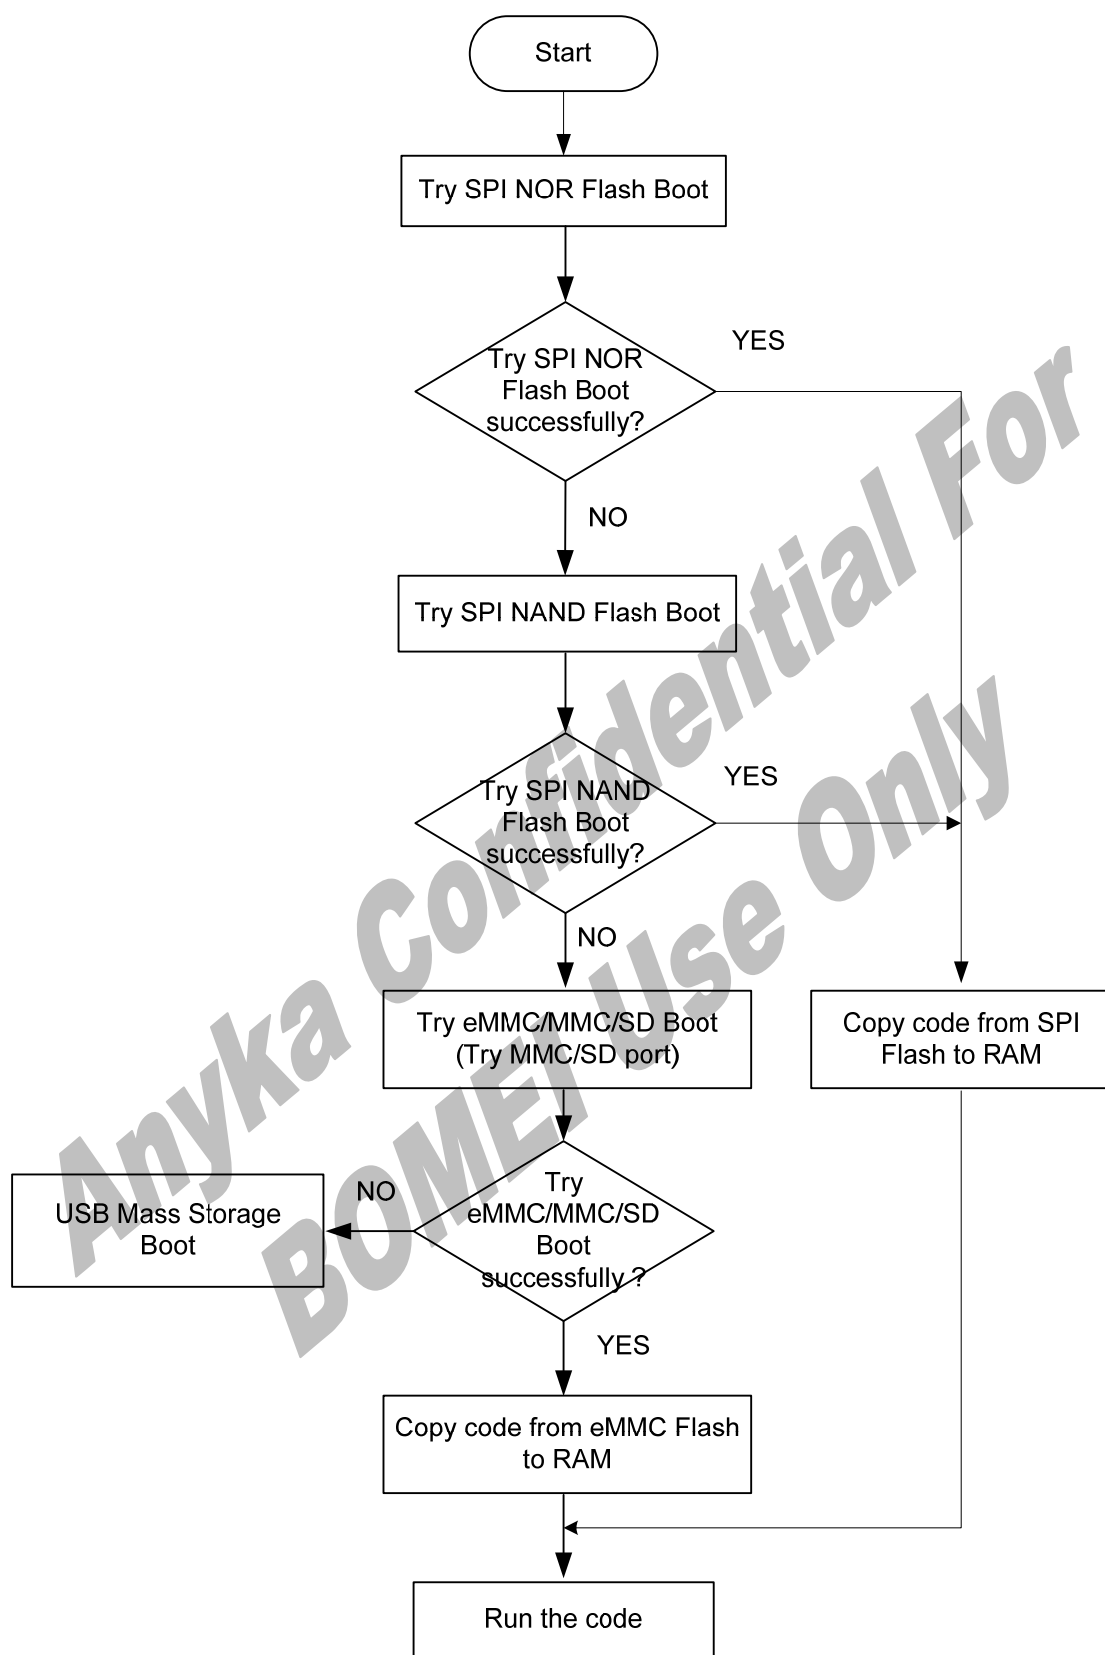 Start
Try SPI NOR Flash Boot
Try SPI NOR
Flash Boot
successfully?
YES
NO
Try SPI NAND Flash Boot
Try SPI NAND
Flash Boot
successfully?
YES
NO
Try eMMC/MMC/SD Boot
(Try MMC/SD port)
Copy code from SPI
Flash to RAM
Try
eMMC/MMC/SD
Boot
successfully ?
NO
USB Mass Storage
Boot
YES
Copy code from eMMC Flash
to RAM
Run the code
Anyka Confidential For
BOMEI Use Only